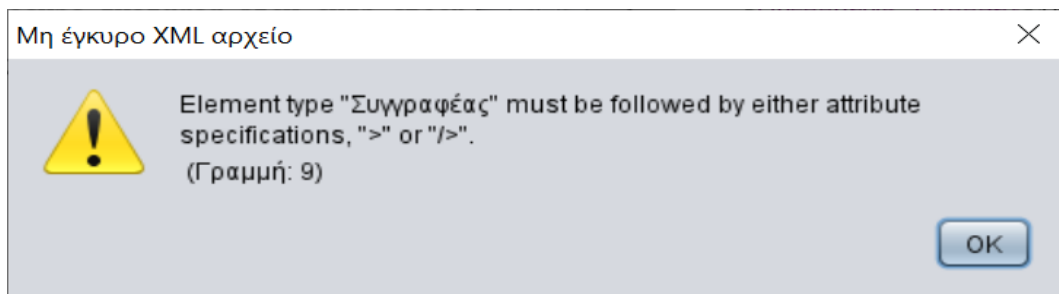 Μη έγκυρο XML αρχείο
Element type "Συγγραφέας" must be followed by either attribute
specifications, ">" or "/>".
(Γραμμή: 9)
OK